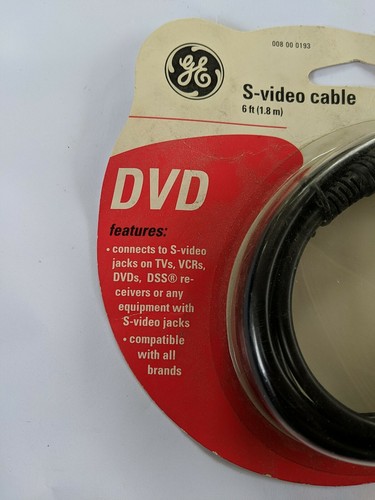 008 00 0193
GE
S-video cable
6 ft (1.8 m)
DVD
features:
• connects to S-video
jacks on TVs, VCRs,
DVDs, DSS® re-
ceivers or any
equipment with
S-video jacks
• compatible
with all
brands